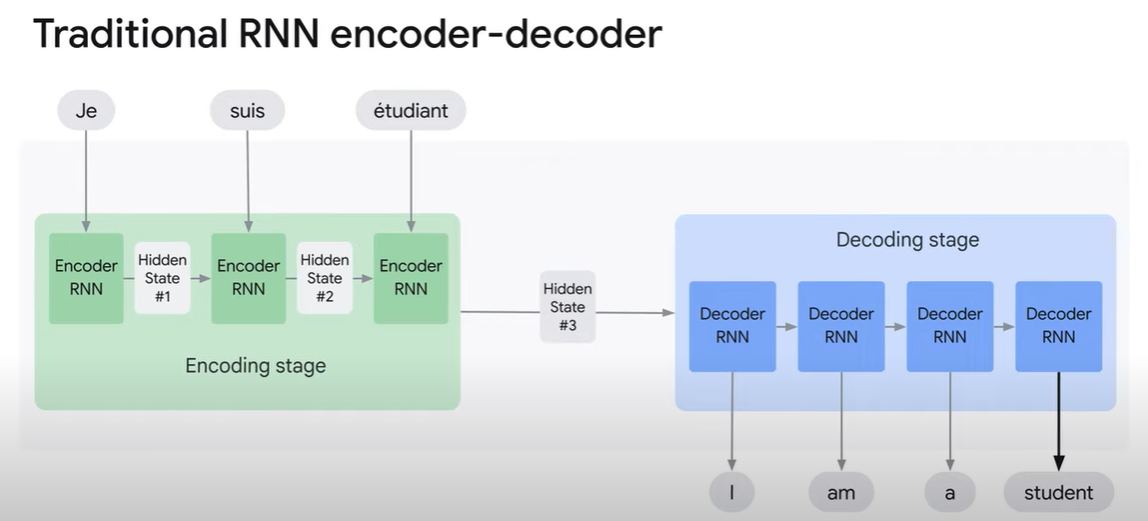 Traditional RNN encoder-decoder
Je
suis
étudiant
Encoder
RNN
Hidden
State
#1
Encoder
RNN
Hidden
State
#2
Encoder
RNN
Encoding stage
Hidden
State
#3
Decoding stage
Decoder
RNN
Decoder
RNN
Decoder
RNN
Decoder
RNN
I
am
a
student